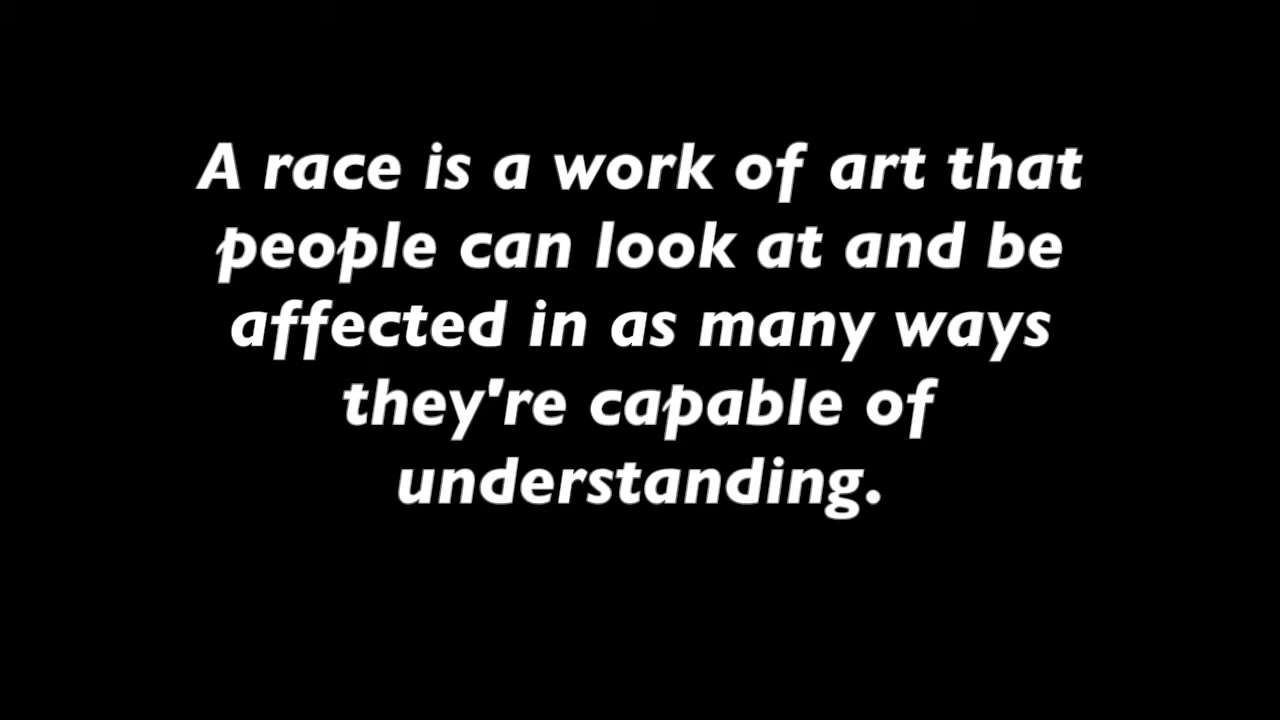 A race is a work of art that
people can look at and be
affected in as many ways
they're capable of
understanding.